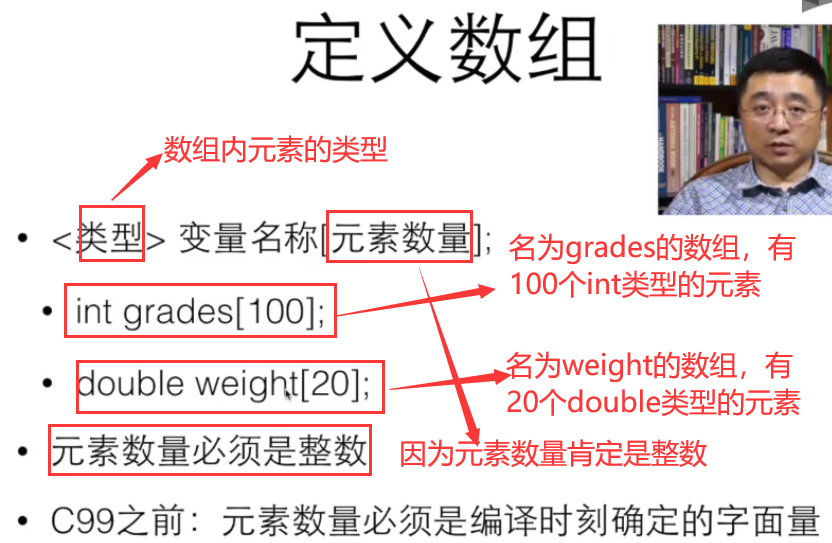 定义数组
数组内元素的类型
• <类型> 变量名称[元素数量];
名为grades的数组，有
100个int类型的元素
• int grades[100];
名为weight的数组，有
20个double类型的元素
• double weight[20];
• 元素数量必须是整数
因为元素数量肯定是整数
• C99之前：元素数量必须是编译时刻确定的字面量